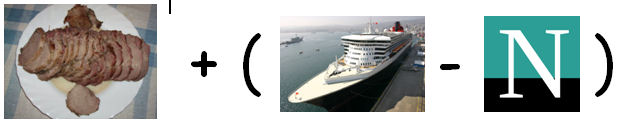 + ( - N )